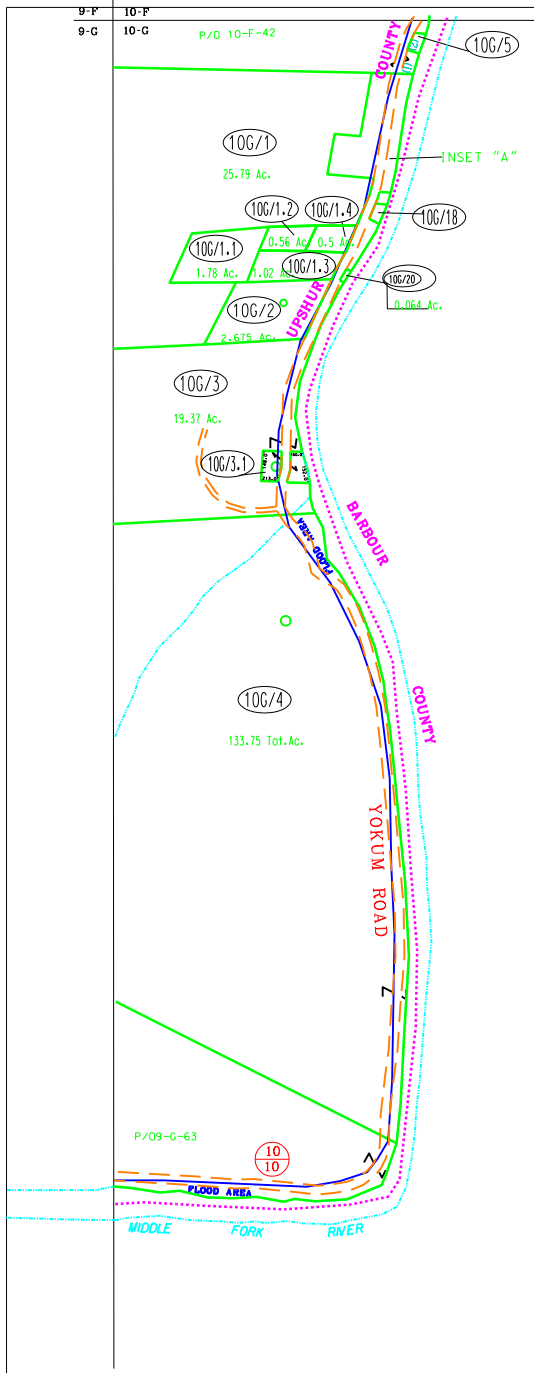 9-F 10-F
9-G 10-G
P/O 10-F-42
COUNTY
(2)
(1)
10G/5
10G/1
25.79 Ac.
INSET "A"
10G/1.2
10G/1.4
10G/18
10G/1.1
0.56 Ac
0.5 Ac.
10G/1.3
1.78 Ac.
1.02 Ac
10G/20
0.064 Ac.
10G/2
UPSHUR
2.675 Ac.
10G/3
19.37 Ac.
10G/3.1
BARBOUR
FLOOD AREA
10G/4
133.75 Tot.Ac.
COUNTY
YOKUM ROAD
P/O9-G-63
10
10
FLOOD AREA
MIDDLE FORK RIVER